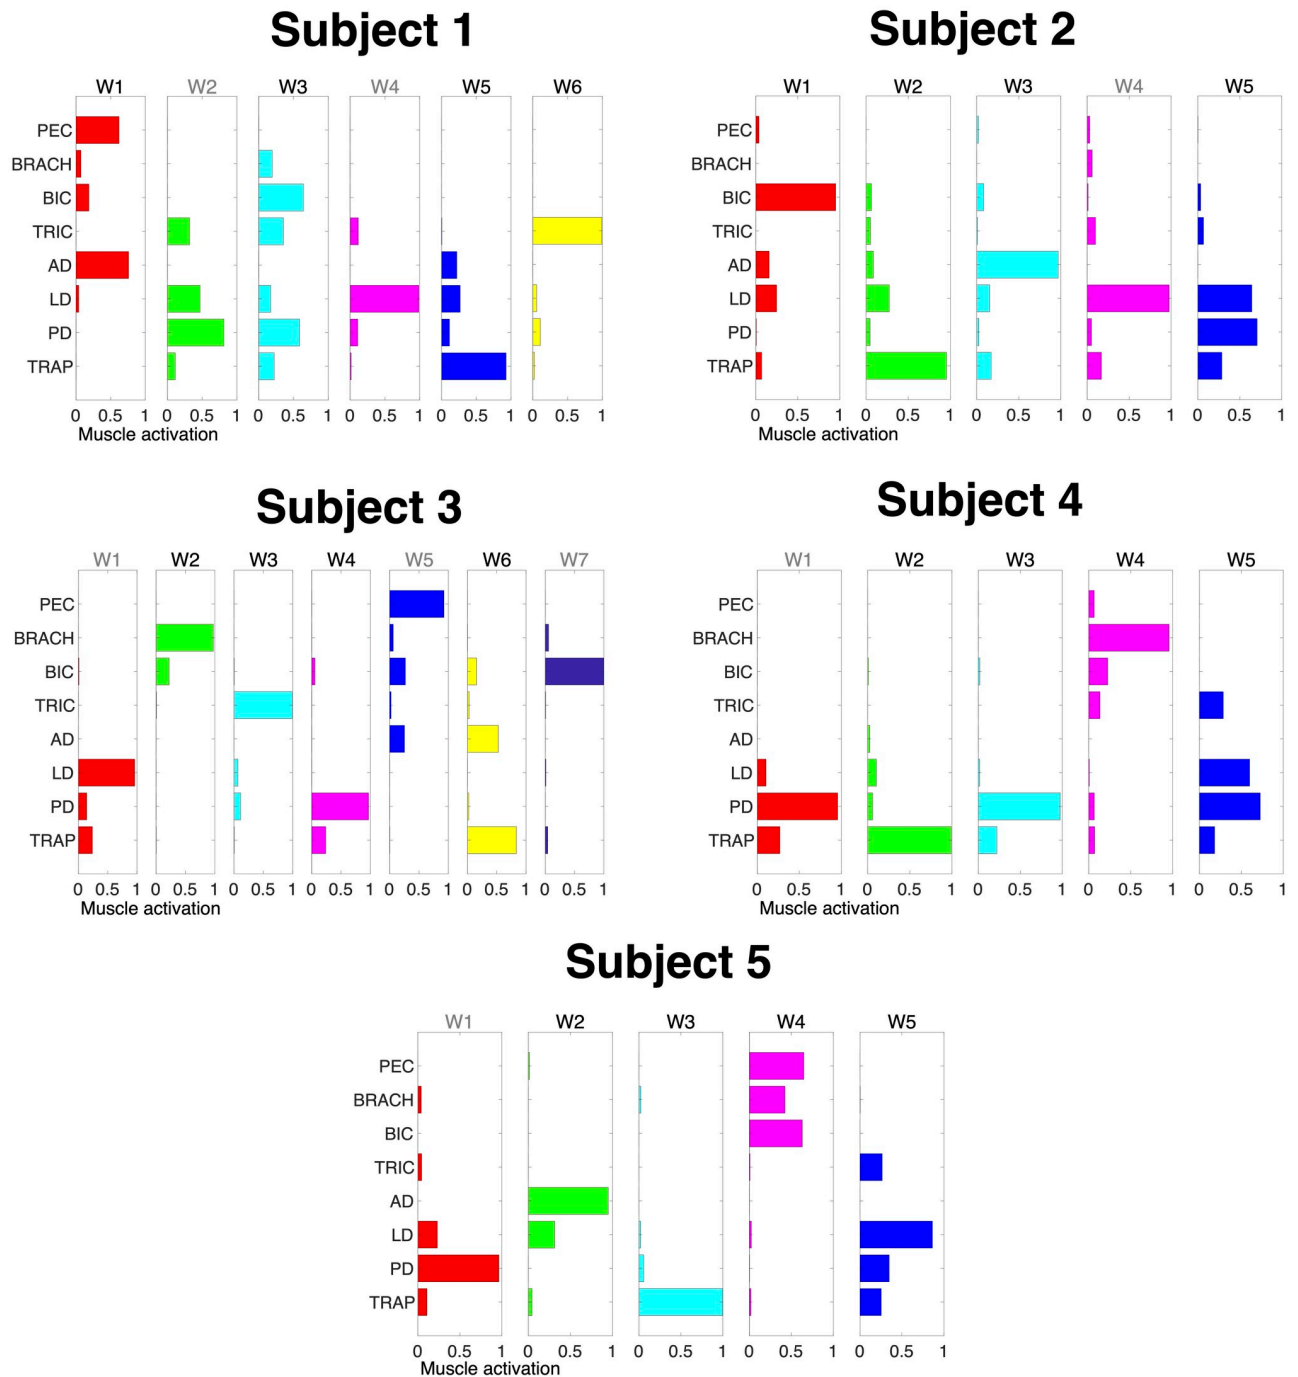 Subject 1
W1 W2 W3 W4 W5 W6
PEC
BRACH
BIC
TRIC
AD
LD
PD
TRAP
0 0.5 1 0 0.5 1 0 0.5 1 0 0.5 1 0 0.5 1 0 0.5 1
Muscle activation
Subject 2
W1 W2 W3 W4 W5
PEC
BRACH
BIC
TRIC
AD
LD
PD
TRAP
0 0.5 1 0 0.5 1 0 0.5 1 0 0.5 1 0 0.5 1
Muscle activation
Subject 3
W1 W2 W3 W4 W5 W6 W7
PEC
BRACH
BIC
TRIC
AD
LD
PD
TRAP
0 0.5 1 0 0.5 1 0 0.5 1 0 0.5 1 0 0.5 1 0 0.5 1 0 0.5 1
Muscle activation
Subject 4
W1 W2 W3 W4 W5
PEC
BRACH
BIC
TRIC
AD
LD
PD
TRAP
0 0.5 1 0 0.5 1 0 0.5 1 0 0.5 1 0 0.5 1
Muscle activation
Subject 5
W1 W2 W3 W4 W5
PEC
BRACH
BIC
TRIC
AD
LD
PD
TRAP
0 0.5 1 0 0.5 1 0 0.5 1 0 0.5 1 0 0.5 1
Muscle activation